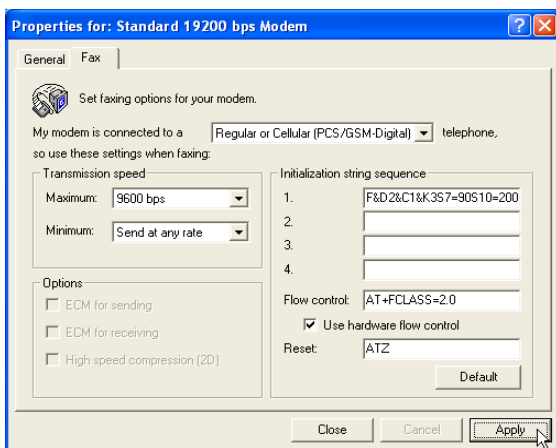 Properties for: Standard 19200 bps Modem
General Fax
Set faxing options for your modem.
My modem is connected to a Regular or Cellular (PCS/GSM-Digital) telephone,
so use these settings when faxing:
Transmission speed
Maximum: 9600 bps
Minimum: Send at any rate
Options
ECM for sending
ECM for receiving
High speed compression (2D)
Initialization string sequence
1. F&D2&C1&K3S7=90S10=200
2.
3.
4.
Flow control: AT+FCLASS=2.0
Use hardware flow control
Reset: ATZ
Default
Close Cancel Apply